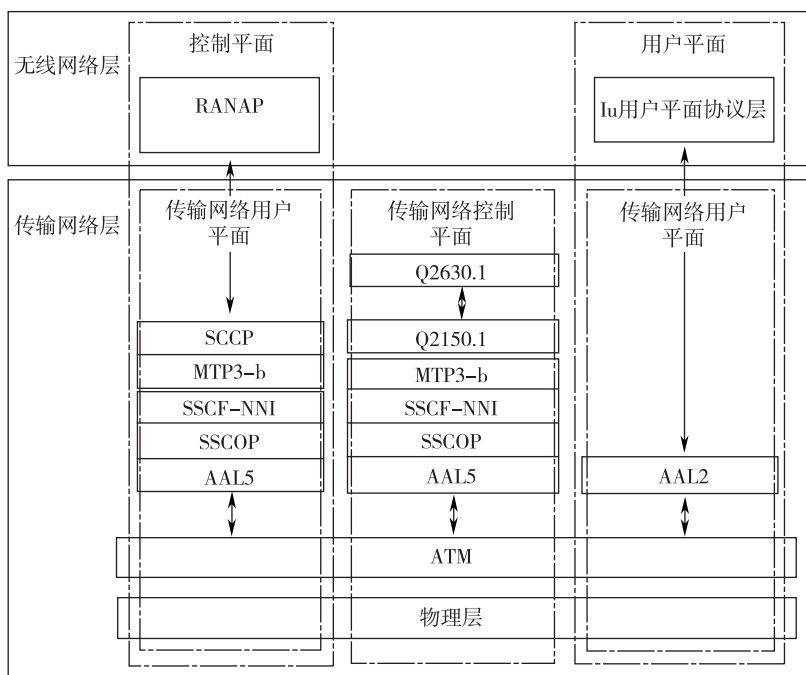 控制平面
用户平面
无线网络层
RANAP
Iu用户平面协议层
传输网络层
传输网络用户
平面
传输网络控制
平面
传输网络用户
平面
Q2630.1
SCCP
Q2150.1
MTP3-b
MTP3-b
SSCF-NNI
SSCF-NNI
SSCOP
SSCOP
AAL5
AAL5
AAL2
ATM
物理层